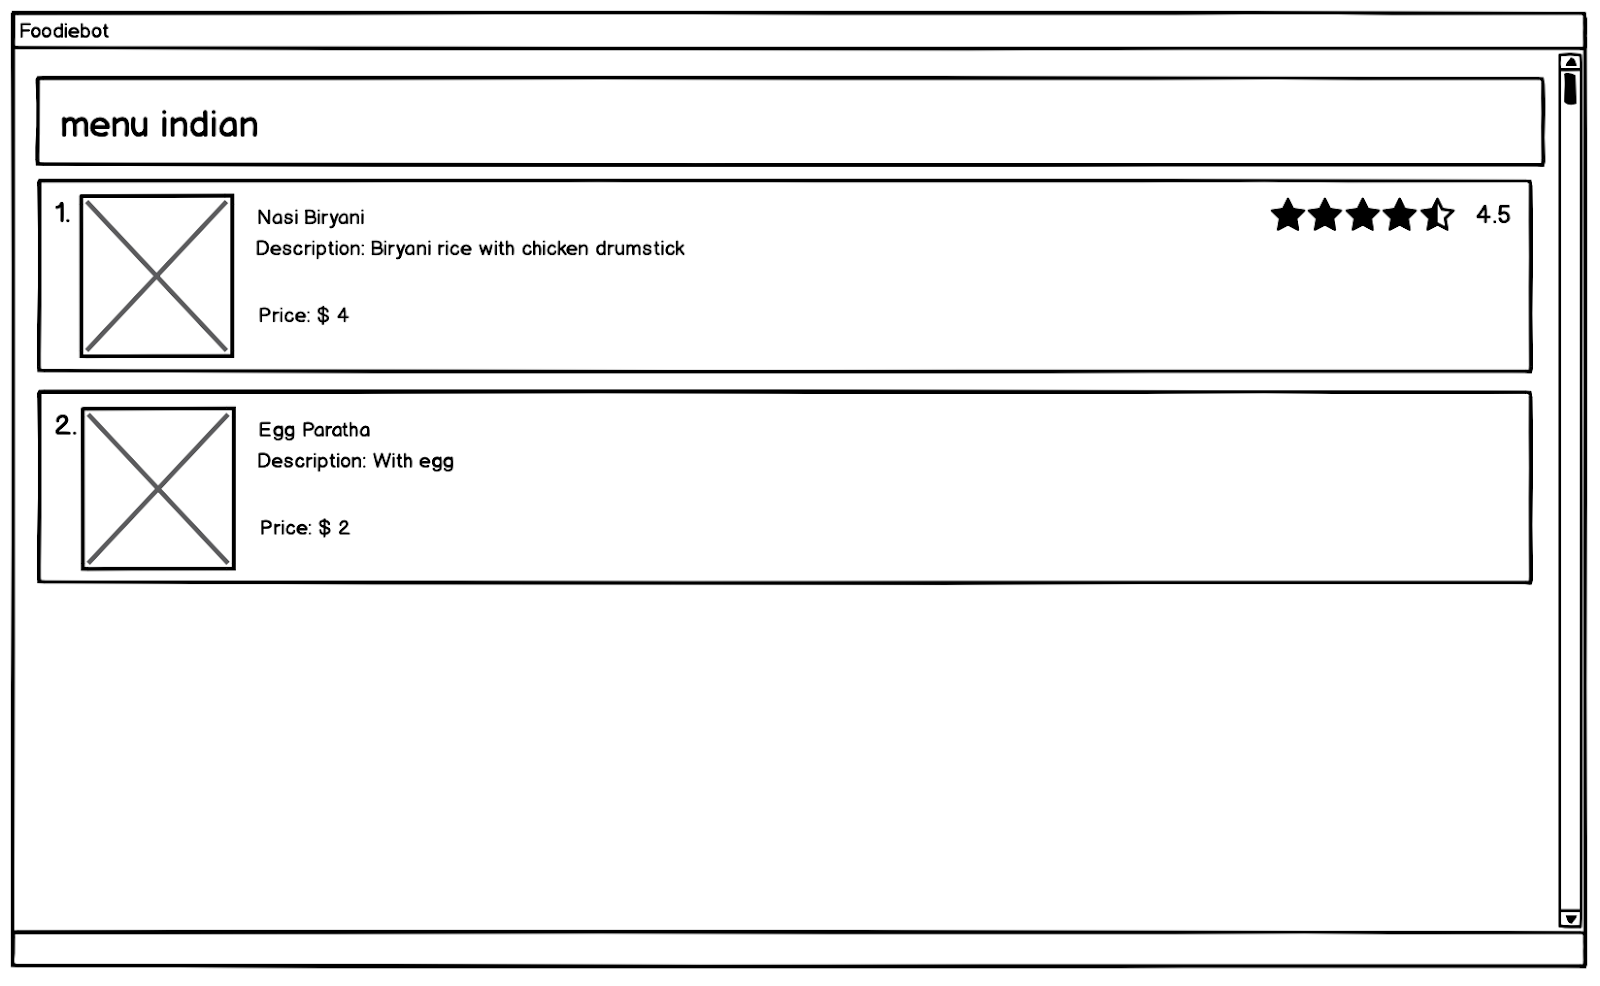 Foodiebot
menu indian
1.
Nasi Biryani
4.5
Description: Biryani rice with chicken drumstick
Price: $ 4
2.
Egg Paratha
Description: With egg
Price: $ 2